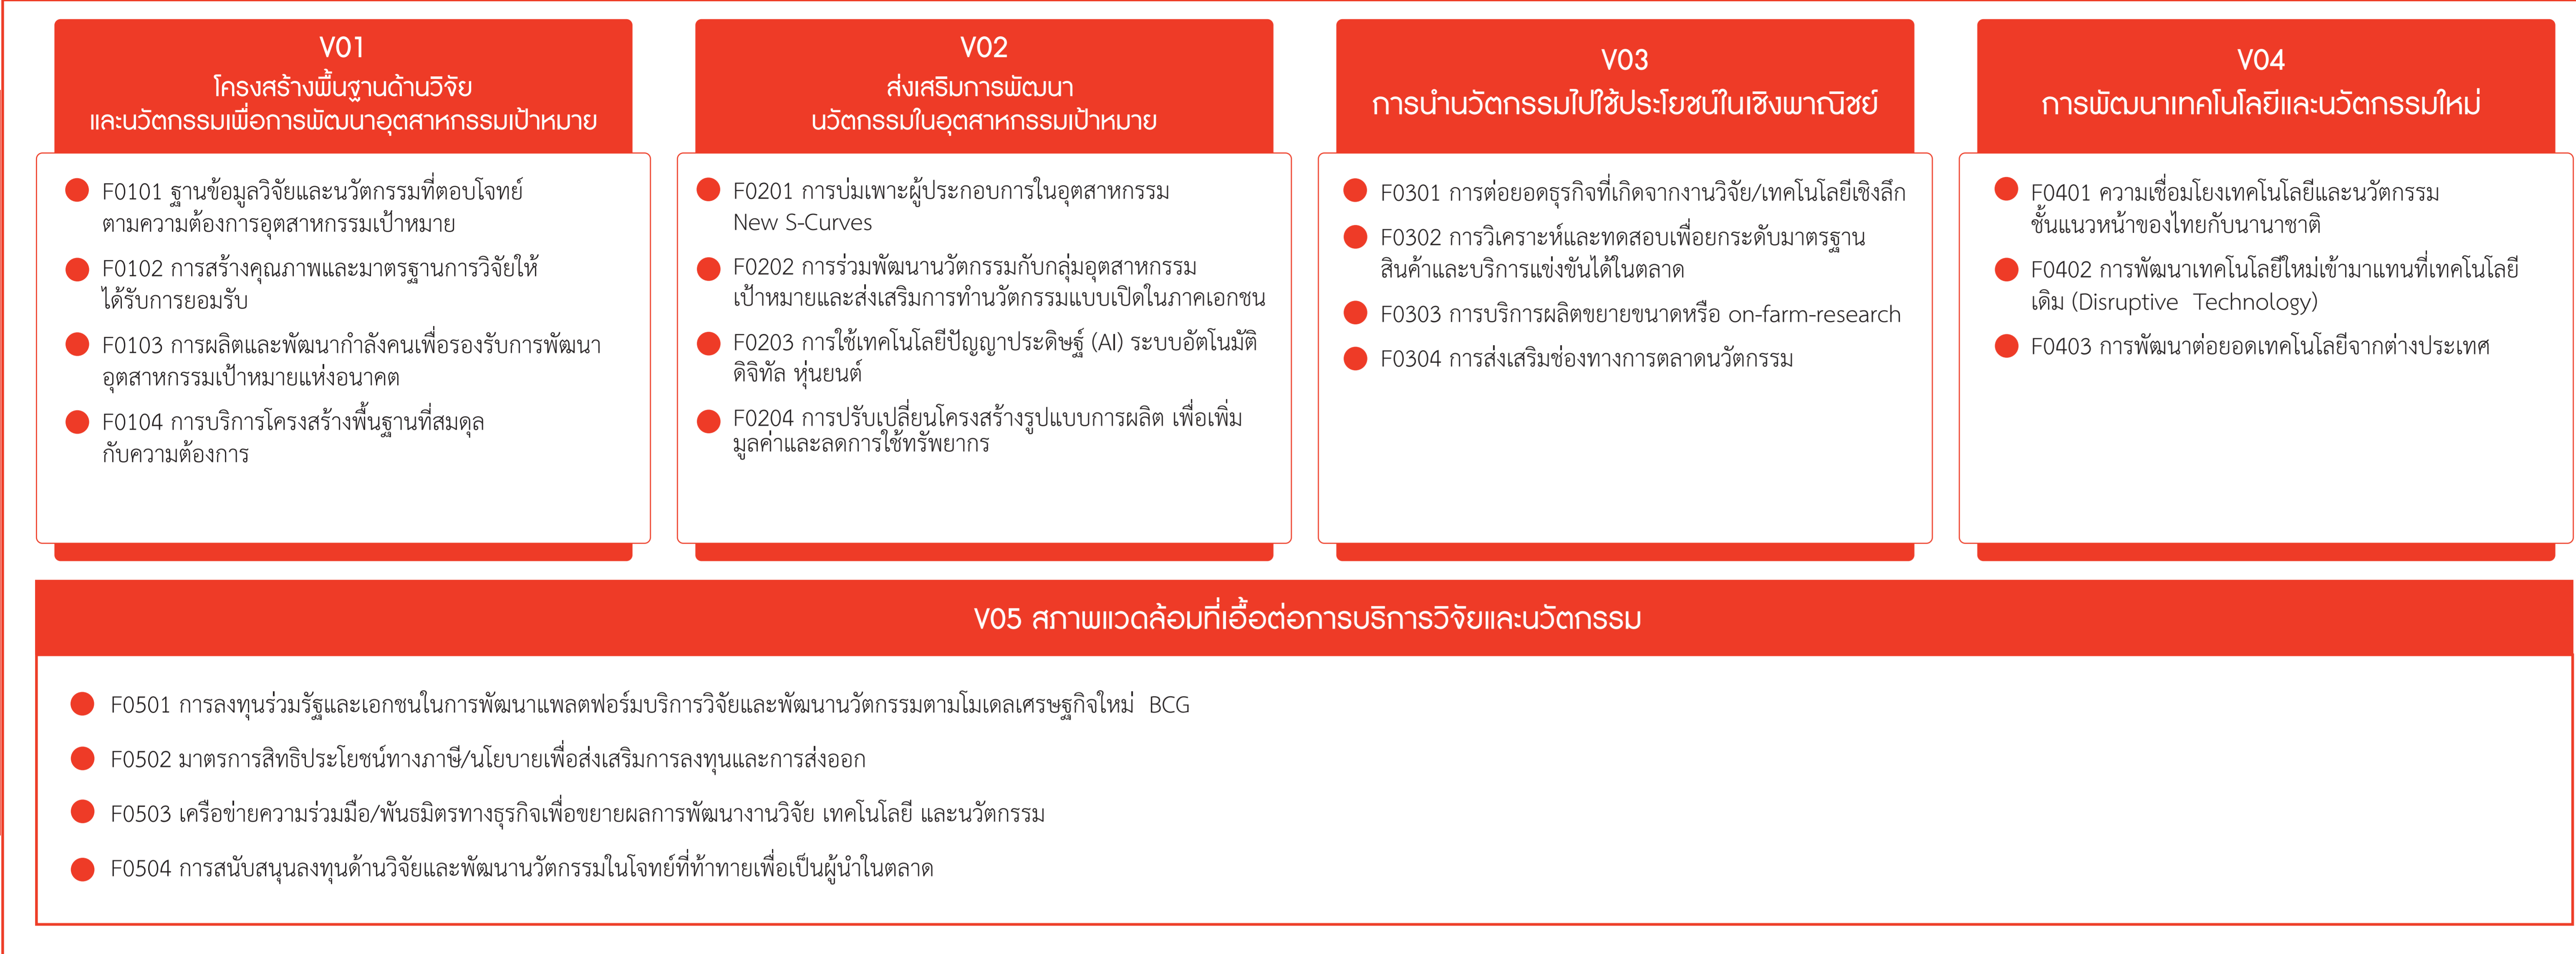 V01
โครงสร้างพื้นฐานด้านวิจัย
และนวัตกรรมเพื่อการพัฒนาอุตสาหกรรมเป้าหมาย
F0101 ฐานข้อมูลวิจัยและนวัตกรรมที่ตอบโจทย์
ตามความต้องการอุตสาหกรรมเป้าหมาย
F0102 การสร้างคุณภาพและมาตรฐานการวิจัยให้
ได้รับการยอมรับ
F0103 การผลิตและพัฒนากำลังคนเพื่อรองรับการพัฒนา
อุตสาหกรรมเป้าหมายแห่งอนาคต
F0104 การบริการโครงสร้างพื้นฐานที่สมดุล
กับความต้องการ
V02
ส่งเสริมการพัฒนา
นวัตกรรมในอุตสาหกรรมเป้าหมาย
F0201 การบ่มเพาะผู้ประกอบการในอุตสาหกรรม
New S-Curves
F0202 การร่วมพัฒนานวัตกรรมกับกลุ่มอุตสาหกรรม
เป้าหมายและส่งเสริมการทำนวัตกรรมแบบเปิดในภาคเอกชน
F0203 การใช้เทคโนโลยีปัญญาประดิษฐ์ (AI) ระบบอัตโนมัติ
ดิจิทัล หุ่นยนต์
F0204 การปรับเปลี่ยนโครงสร้างรูปแบบการผลิต เพื่อเพิ่ม
มูลค่าและลดการใช้ทรัพยากร
V03
การนำนวัตกรรมไปใช้ประโยชน์ในเชิงพาณิชย์
F0301 การต่อยอดธุรกิจที่เกิดจากงานวิจัย/เทคโนโลยีเชิงลึก
F0302 การวิเคราะห์และทดสอบเพื่อยกระดับมาตรฐาน
สินค้าและบริการแข่งขันได้ในตลาด
F0303 การบริการผลิตขยายขนาดหรือ on-farm-research
F0304 การส่งเสริมช่องทางการตลาดนวัตกรรม
V04
การพัฒนาเทคโนโลยีและนวัตกรรมใหม่
F0401 ความเชื่อมโยงเทคโนโลยีและนวัตกรรม
ชั้นแนวหน้าของไทยกับนานาชาติ
F0402 การพัฒนาเทคโนโลยีใหม่เข้ามาแทนที่เทคโนโลยี
เดิม (Disruptive Technology)
F0403 การพัฒนาต่อยอดเทคโนโลยีจากต่างประเทศ
V05 สภาพแวดล้อมที่เอื้อต่อการบริการวิจัยและนวัตกรรม
F0501 การลงทุนร่วมรัฐและเอกชนในการพัฒนาแพลตฟอร์มบริการวิจัยและพัฒนานวัตกรรมตามโมเดลเศรษฐกิจใหม่ BCG
F0502 มาตรการสิทธิประโยชน์ทางภาษี/นโยบายเพื่อส่งเสริมการลงทุนและการส่งออก
F0503 เครือข่ายความร่วมมือ/พันธมิตรทางธุรกิจเพื่อขยายผลการพัฒนางานวิจัย เทคโนโลยี และนวัตกรรม
F0504 การสนับสนุนลงทุนด้านวิจัยและพัฒนานวัตกรรมในโจทย์ที่ท้าทายเพื่อเป็นผู้นำในตลาด